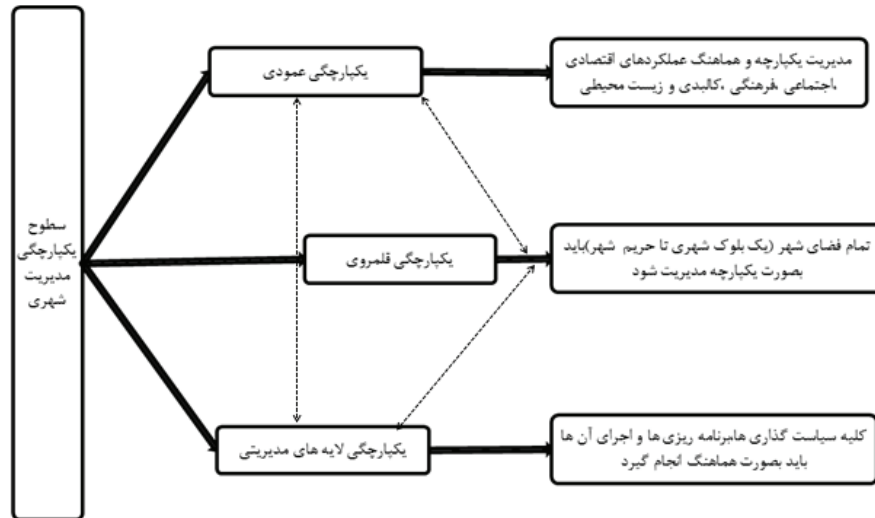 سطوح
یکپارچگی
مدیریت
شهری
یکپارچگی عمودی
مدیریت یکپارچه و هماهنگ عملکردهای اقتصادی
،اجتماعی ،فرهنگی ،کالبدی و زیست محیطی
یکپارچگی قلمروی
تمام فضای شهر (یک بلوک شهری تا حریم شهر)باید
بصورت یکپارچه مدیریت شود
یکپارچگی لایه های مدیریتی
کلیه سیاست گذاری ها،برنامه ریزی ها و اجرای آن ها
باید بصورت هماهنگ انجام گیرد